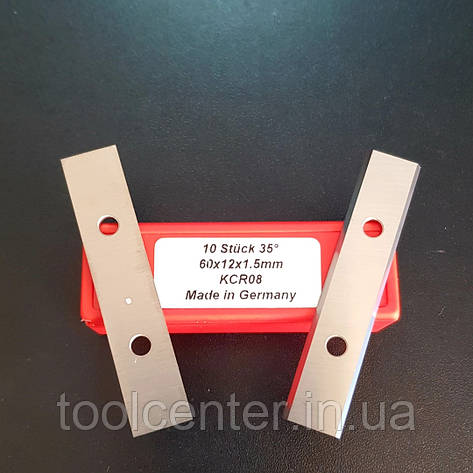 10 Stück 35°
60x12x1.5mm
KCR08
Made in Germany
toolcenter.in.ua